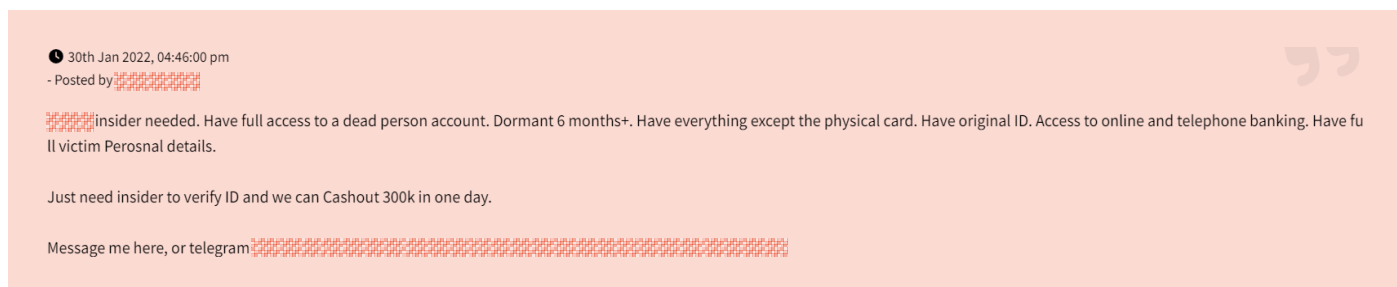 30th Jan 2022, 04:46:00 pm
- Posted by
insider needed. Have full access to a dead person account. Dormant 6 months+. Have everything except the physical card. Have original ID. Access to online and telephone banking. Have fu
ll victim Perosnal details.
Just need insider to verify ID and we can Cashout 300k in one day.
Message me here, or telegram